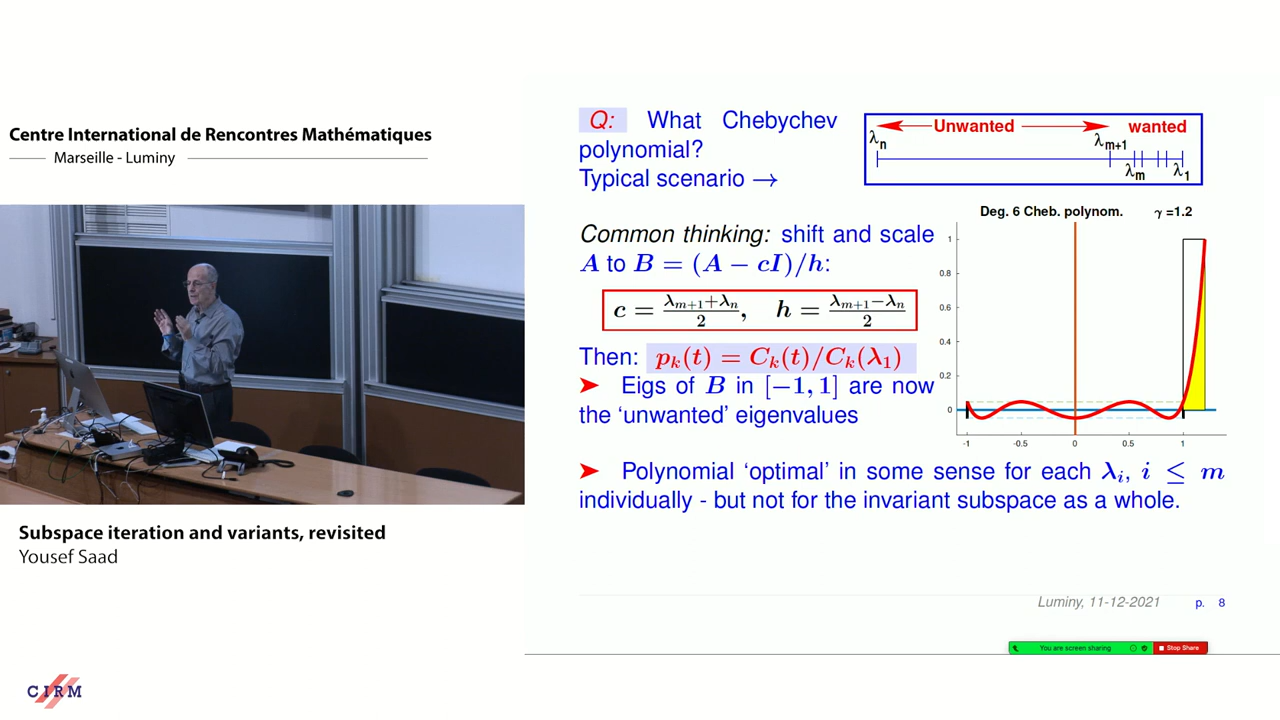 Centre International de Rencontres Mathématiques
Marseille - Luminy
Subspace iteration and variants, revisited
Yousef Saad
CIRM
Q: What Chebychev
polynomial?
Typical scenario →
Unwanted wanted
λn λm+1
λm λ1
Common thinking: shift and scale
A to B = (A − cI)/h:
c = (λm+1+λn)/2, h = (λm+1−λn)/2
Then: pk(t) = Ck(t)/Ck(λ1)
➤ Eigs of B in [−1, 1] are now
the ‘unwanted’ eigenvalues
Deg. 6 Cheb. polynom. γ =1.2
1
0.8
0.6
0.4
0.2
0
-1 -0.5 0 0.5 1
➤ Polynomial ‘optimal’ in some sense for each λi, i ≤ m
individually - but not for the invariant subspace as a whole.
Luminy, 11-12-2021 p. 8
You are screen sharing Stop Share